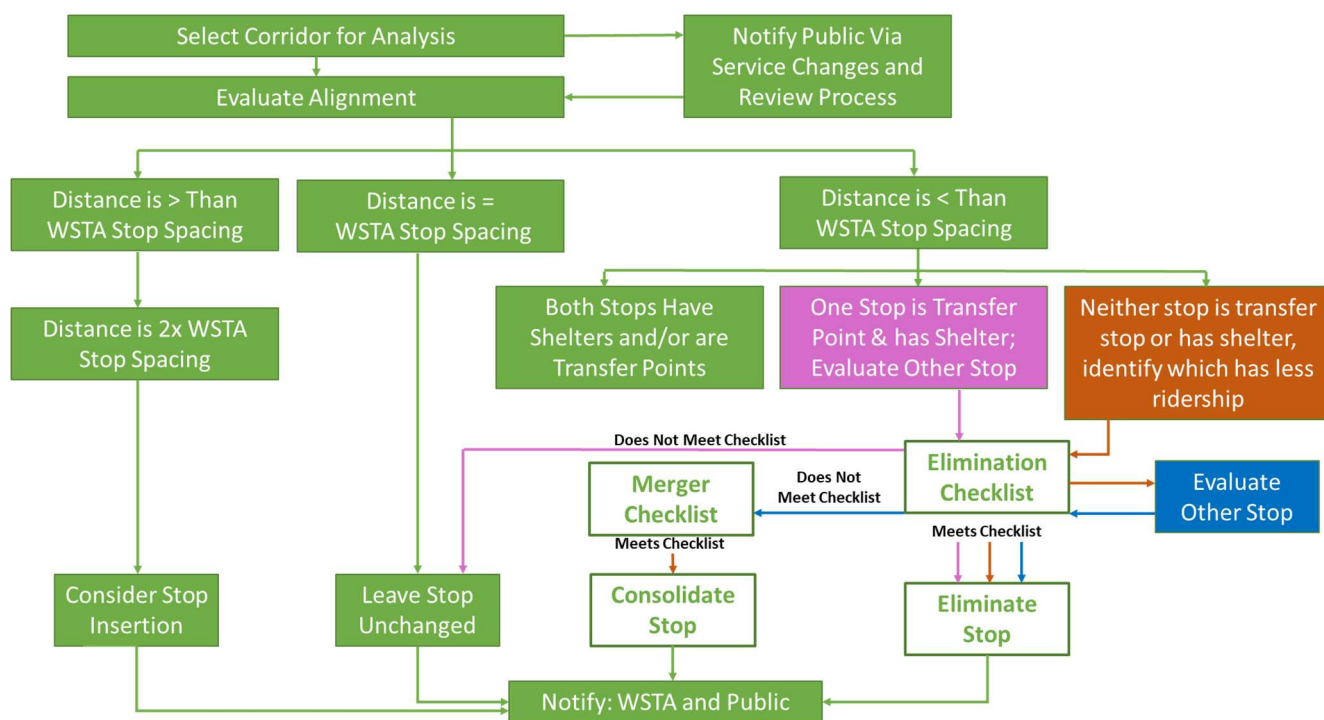 Select Corridor for Analysis
Notify Public Via
Service Changes and
Review Process
Evaluate Alignment
Distance is > Than
WSTA Stop Spacing
Distance is =
WSTA Stop Spacing
Distance is < Than
WSTA Stop Spacing
Distance is 2x WSTA
Stop Spacing
Both Stops Have
Shelters and/or are
Transfer Points
One Stop is Transfer
Point & has Shelter;
Evaluate Other Stop
Neither stop is transfer
stop or has shelter,
identify which has less
ridership
Does Not Meet Checklist
Elimination
Checklist
Does Not
Meet Checklist
Merger
Checklist
Evaluate
Other Stop
Meets Checklist
Meets Checklist
Consider Stop
Insertion
Leave Stop
Unchanged
Consolidate
Stop
Eliminate
Stop
Notify: WSTA and Public